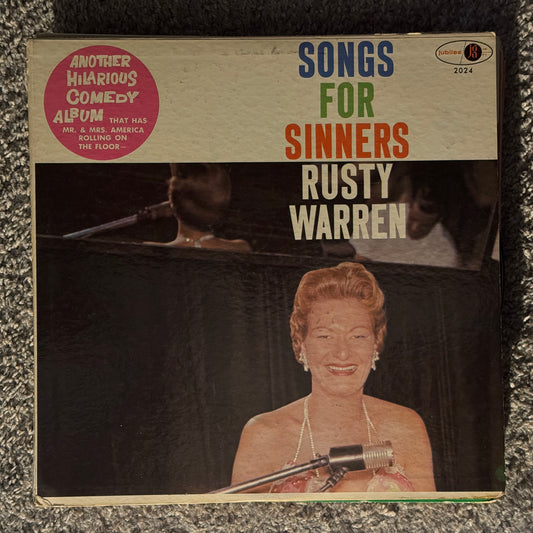 ANOTHER
HILARIOUS
COMEDY
ALBUM THAT HAS
MR. & MRS. AMERICA
ROLLING ON
THE FLOOR—
SONGS
FOR
SINNERS
RUSTY
WARREN
jubilee
2024